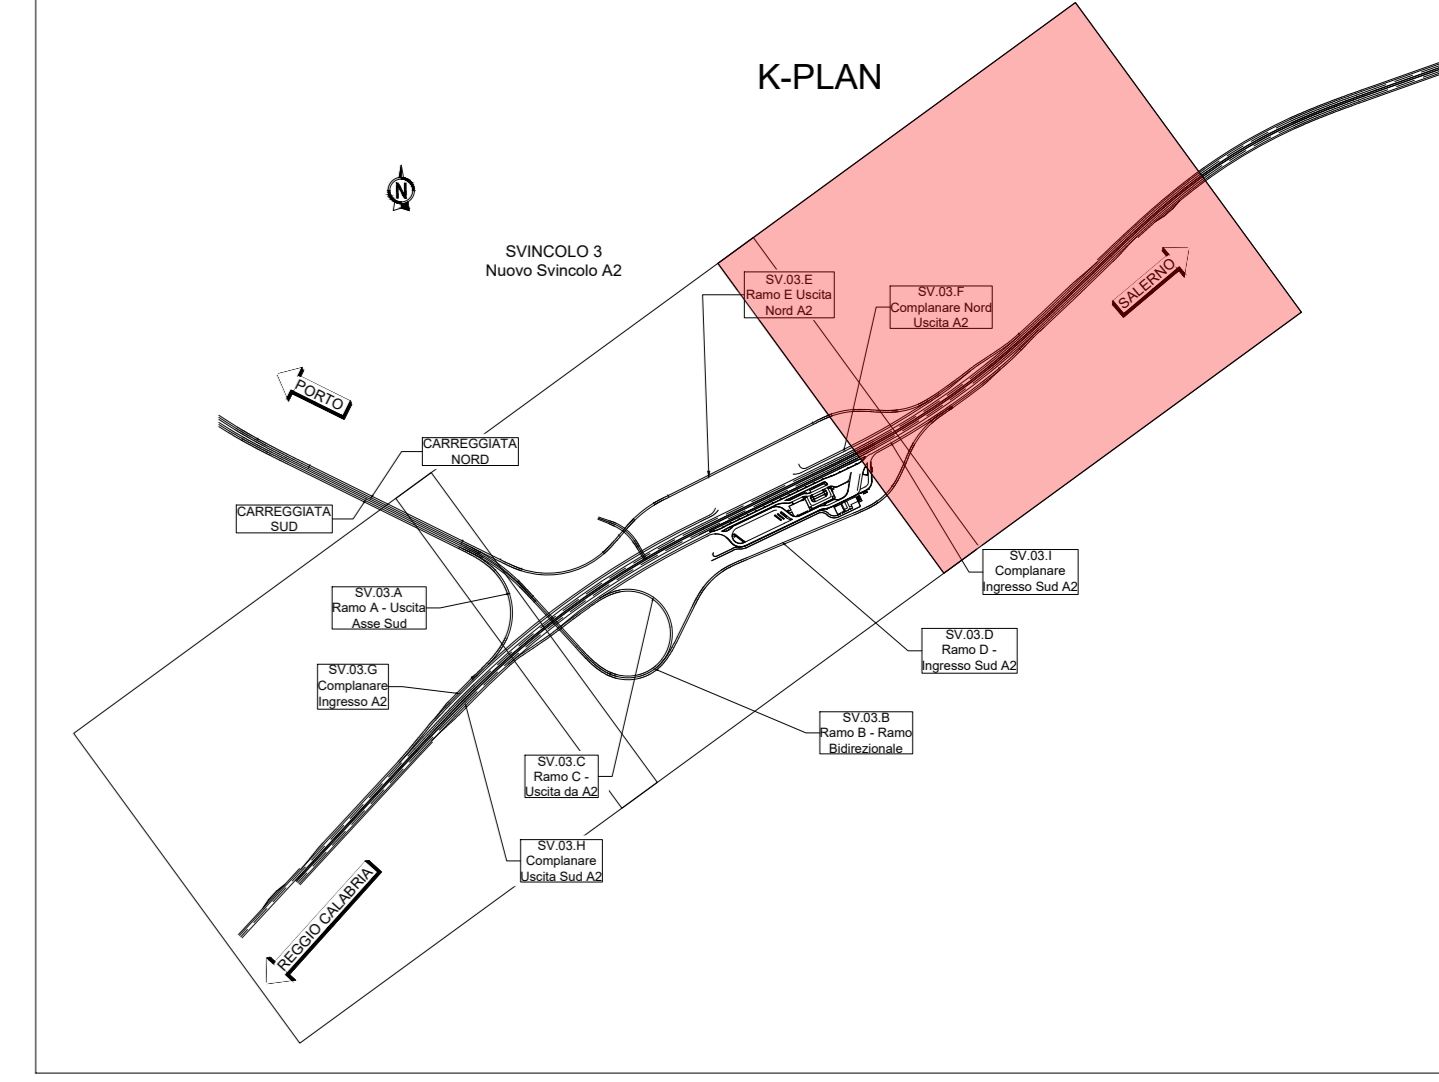 K-PLAN
N
SVINCOLO 3
Nuovo Svincolo A2
SV.03.E
Ramo E Uscita
Nord A2
SV.03.F
Complanare Nord
Uscita A2
SALERNO
PORTO
CARREGGIATA
NORD
CARREGGIATA
SUD
SV.03.I
Complanare
Ingresso Sud A2
SV.03.A
Ramo A - Uscita
Asse Sud
SV.03.D
Ramo D -
Ingresso Sud A2
SV.03.G
Complanare
Ingresso A2
SV.03.B
Ramo B - Ramo
Bidirezionale
SV.03.C
Ramo C -
Uscita da A2
SV.03.H
Complanare
Uscita Sud A2
REGGIO CALABRIA